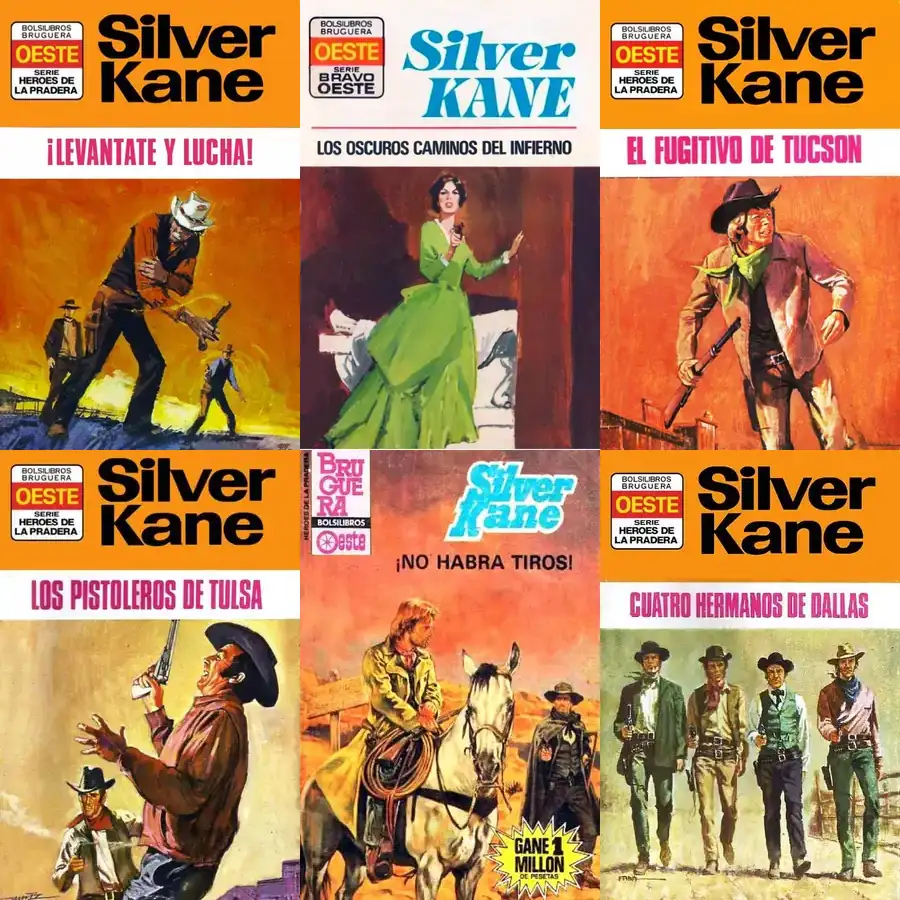 BOLSILIBROS
BRUGUERA
OESTE
SERIE
HEROES DE
LA PRADERA
Silver
Kane
¡LEVANTATE Y LUCHA!
BOLSILIBROS
BRUGUERA
OESTE
SERIE
BRAVO
OESTE
Silver
KANE
LOS OSCUROS CAMINOS DEL INFIERNO
BOLSILIBROS
BRUGUERA
OESTE
SERIE
HEROES DE
LA PRADERA
Silver
Kane
EL FUGITIVO DE TUCSON
BOLSILIBROS
BRUGUERA
OESTE
SERIE
HEROES DE
LA PRADERA
Silver
Kane
LOS PISTOLEROS DE TULSA
HEROES DE LA PRADERA
BRU
GUE
RA
BOLSILIBROS
Oeste
Silver
Kane
¡NO HABRA TIROS!
GANE 1
MILLON
DE PESETAS
BOLSILIBROS
BRUGUERA
OESTE
SERIE
HEROES DE
LA PRADERA
Silver
Kane
CUATRO HERMANOS DE DALLAS